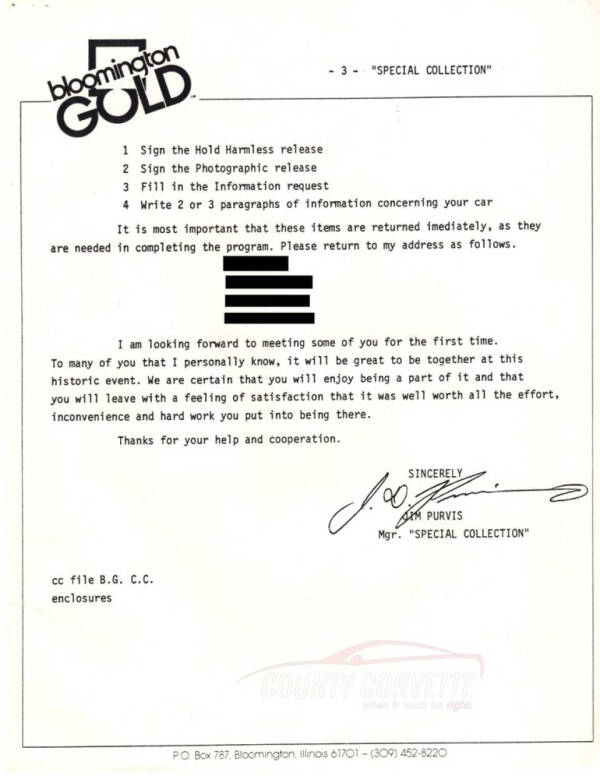 bloomington
GOLD
- 3 - "SPECIAL COLLECTION"
1 Sign the Hold Harmless release
2 Sign the Photographic release
3 Fill in the Information request
4 Write 2 or 3 paragraphs of information concerning your car
It is most important that these items are returned imediately, as they
are needed in completing the program. Please return to my address as follows.
I am looking forward to meeting some of you for the first time.
To many of you that I personally know, it will be great to be together at this
historic event. We are certain that you will enjoy being a part of it and that
you will leave with a feeling of satisfaction that it was well worth all the effort,
inconvenience and hard work you put into being there.
Thanks for your help and cooperation.
SINCERELY
J. D. Purvis
JIM PURVIS
Mgr. "SPECIAL COLLECTION"
cc file B.G. C.C.
enclosures
COUNTY CORVETTE
when it must be right.
P.O. Box 787, Bloomington, Illinois 61701 – (309) 452-8220